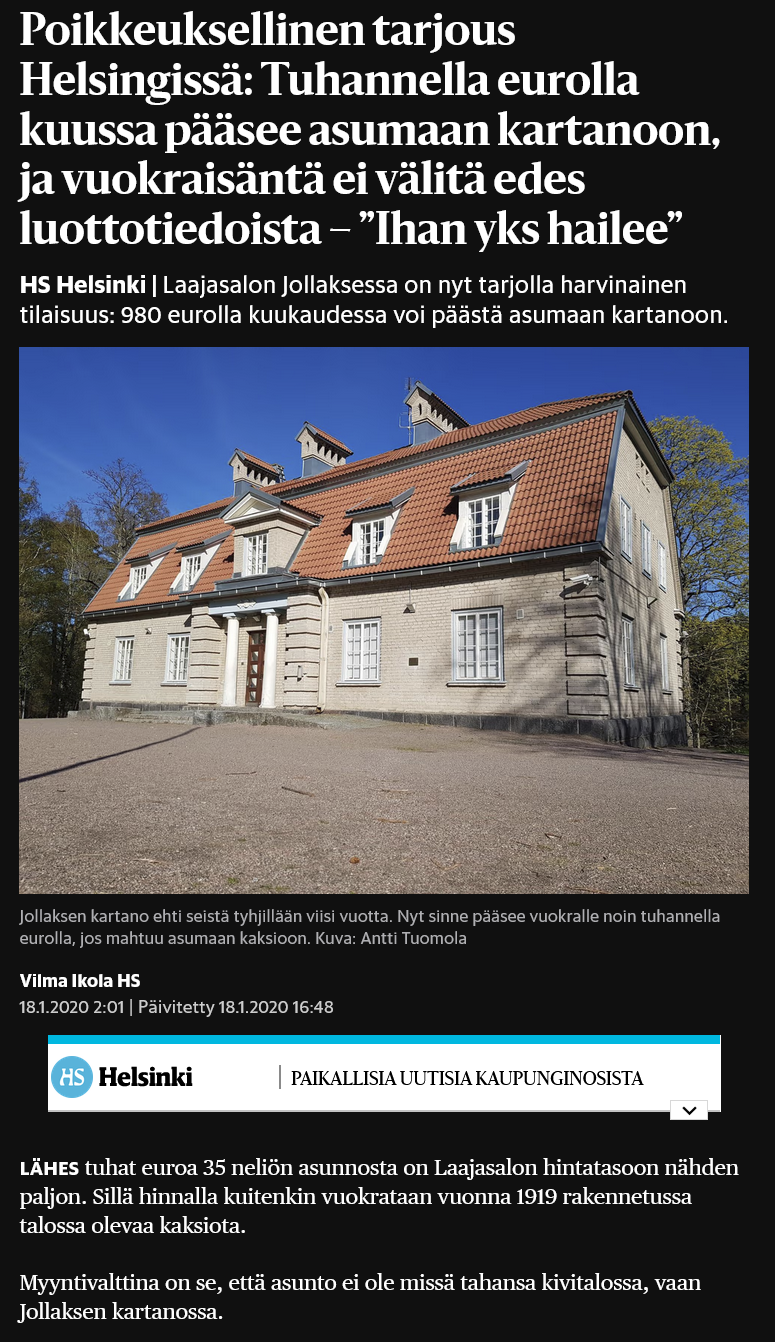 Poikkeuksellinen tarjous
Helsingissä: Tuhannella eurolla
kuussa pääsee asumaan kartanoon,
ja vuokraisäntä ei välitä edes
luottotiedoista – ”Ihan yks hailee”
HS Helsinki | Laajasalon Jollaksessa on nyt tarjolla harvinainen
tilaisuus: 980 eurolla kuukaudessa voi päästä asumaan kartanoon.
Jollaksen kartano ehti seistä tyhjillään viisi vuotta. Nyt sinne pääsee vuokralle noin tuhannella
eurolla, jos mahtuu asumaan kaksioon. Kuva: Antti Tuomola
Vilma Ikola HS
18.1.2020 2:01 | Päivitetty 18.1.2020 16:48
HS Helsinki | PAIKALLISIA UUTISIA KAUPUNGINOSISTA
LÄHES tuhat euroa 35 neliön asunnosta on Laajasalon hintatasoon nähden
paljon. Sillä hinnalla kuitenkin vuokrataan vuonna 1919 rakennetussa
talossa olevaa kaksiota.
Myyntivalttina on se, että asunto ei ole missä tahansa kivitalossa, vaan
Jollaksen kartanossa.